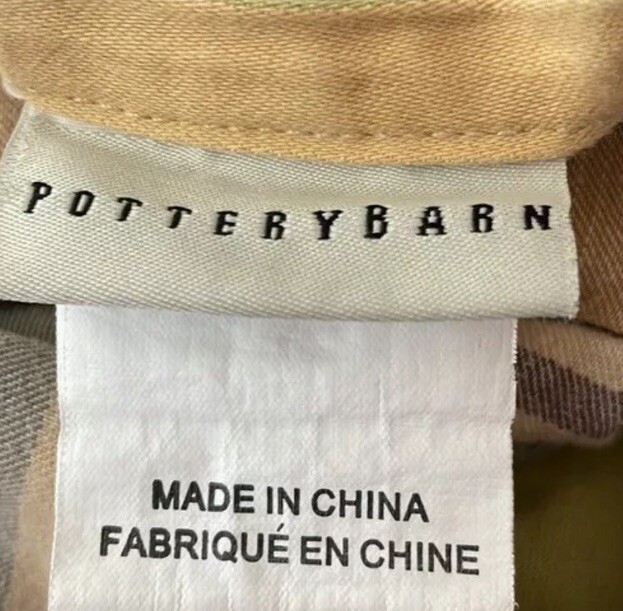 POTTERYBARN
MADE IN CHINA
FABRIQUÉ EN CHINE